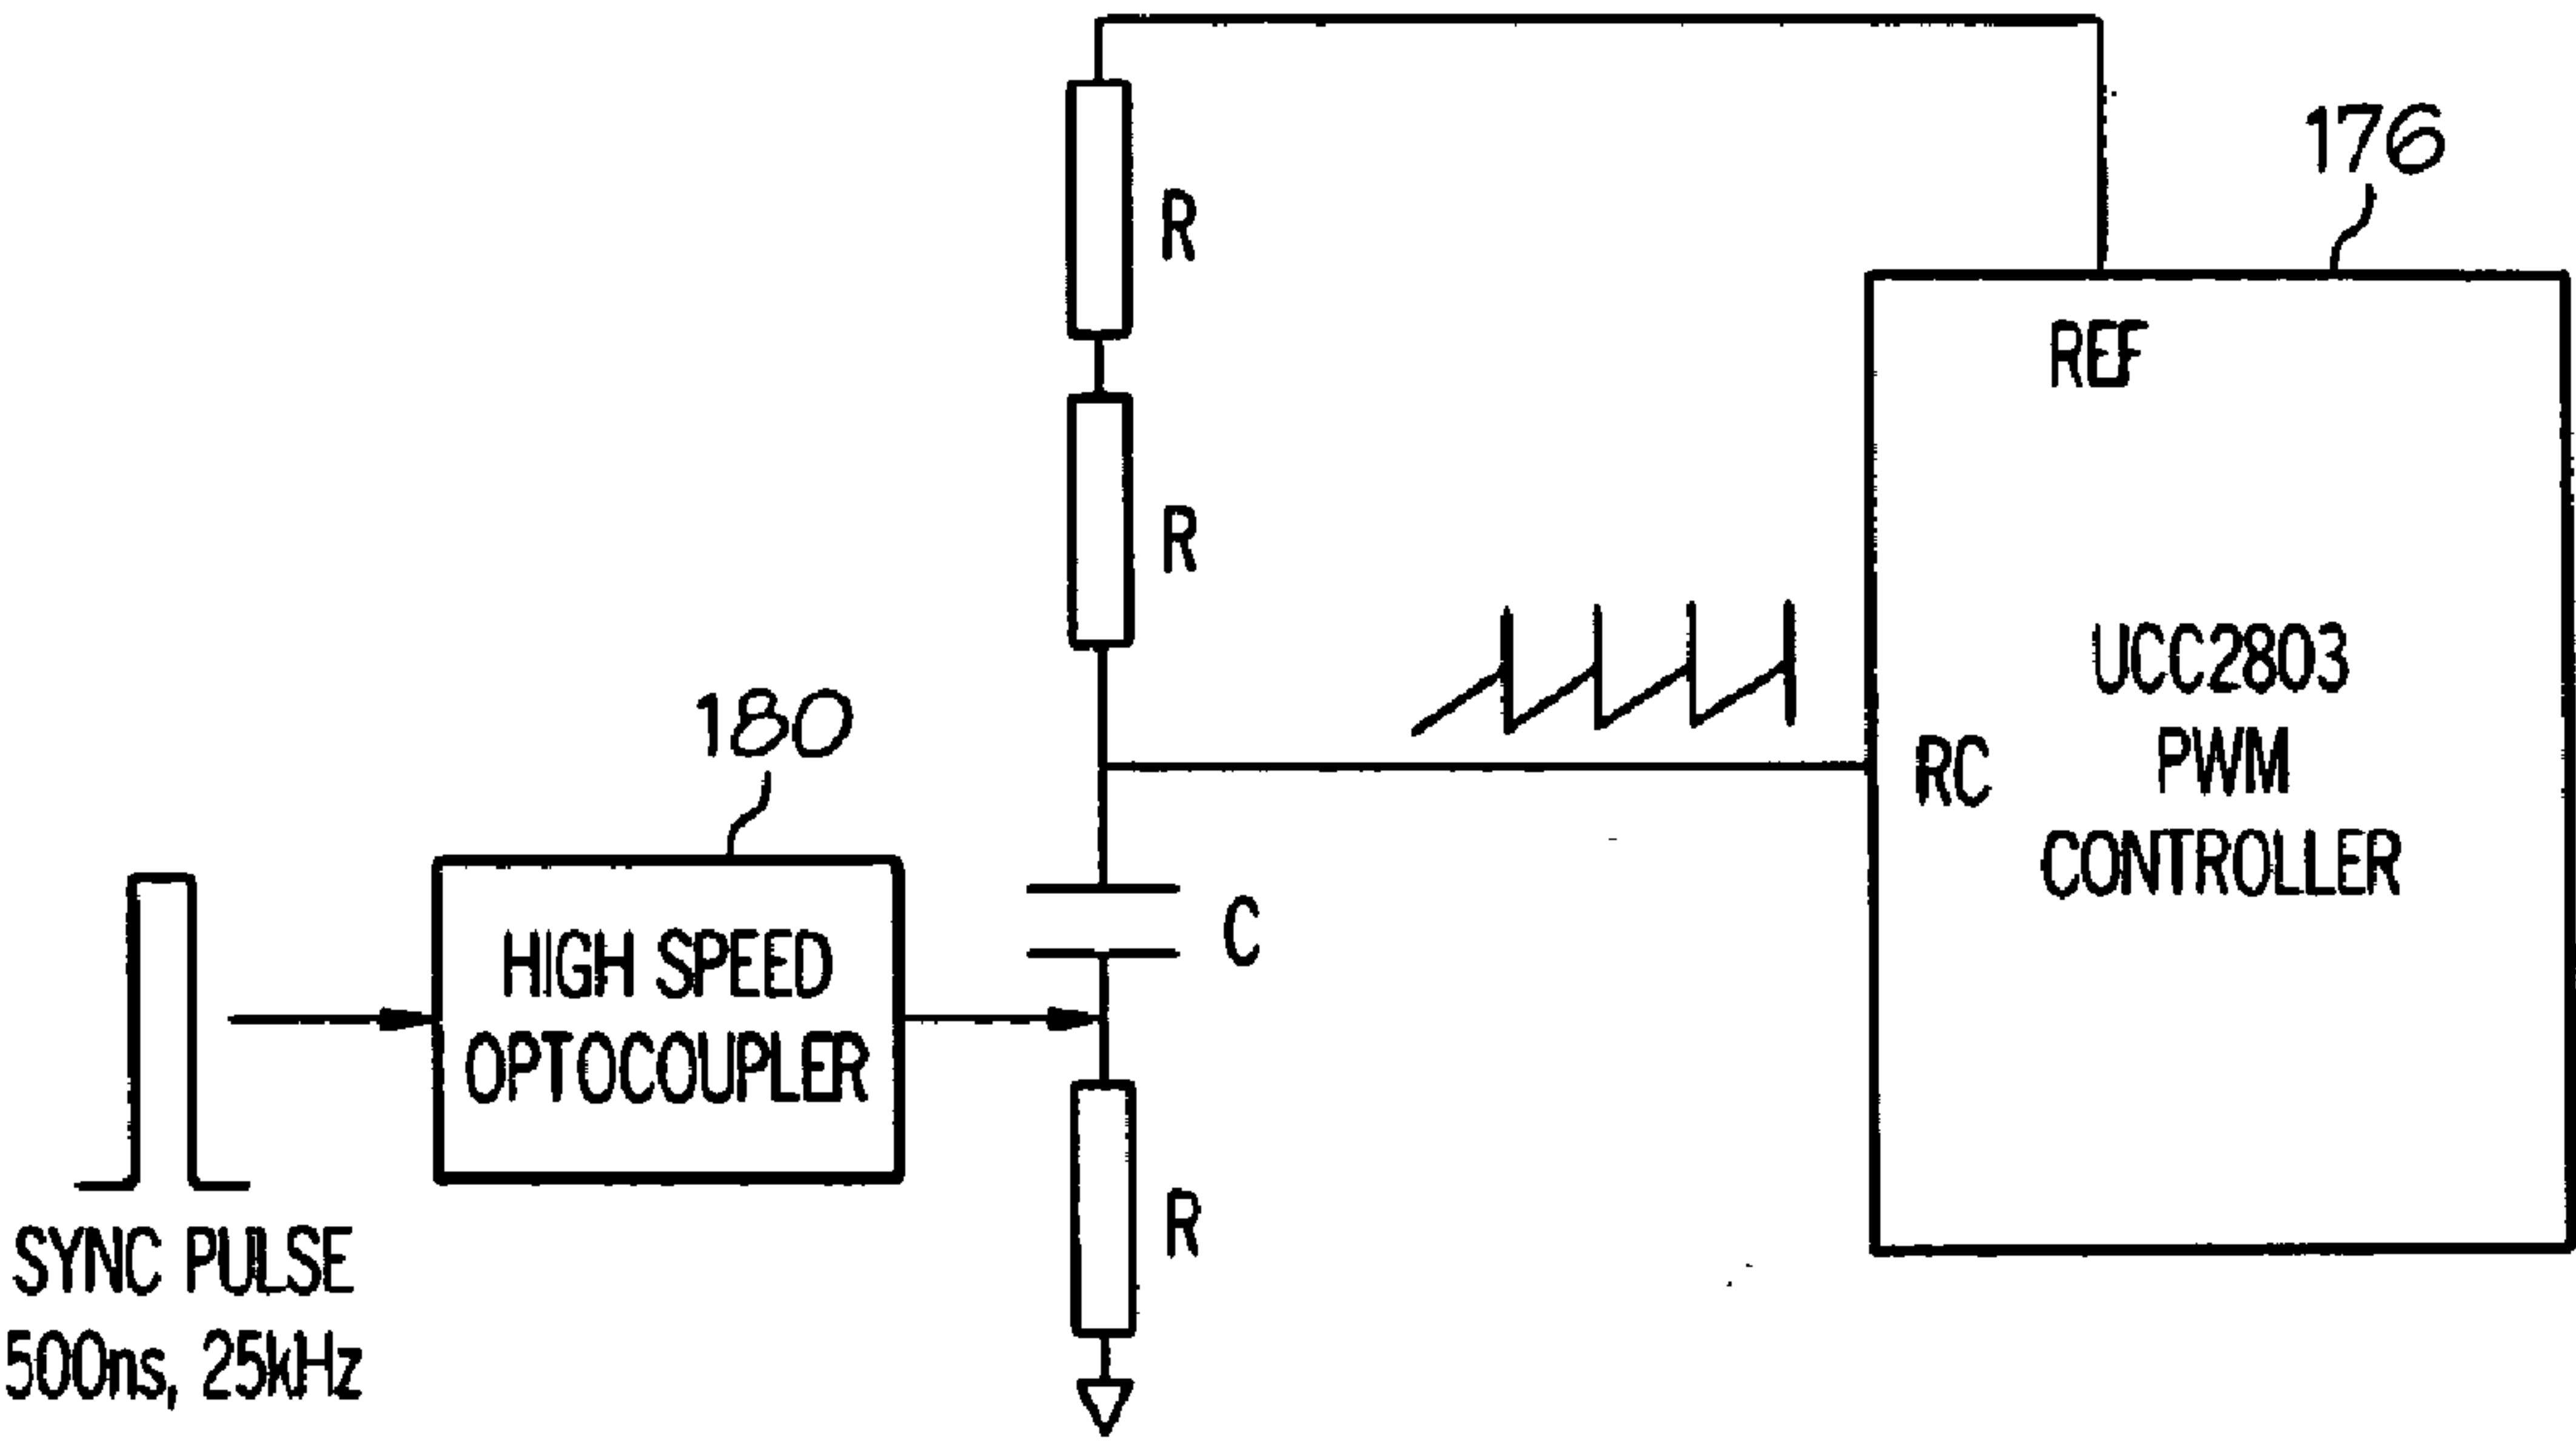 176
R
REF
R
UCC2803
PWM
CONTROLLER
RC
180
C
HIGH SPEED
OPTOCOUPLER
R
SYNC PULSE
500ns, 25kHz